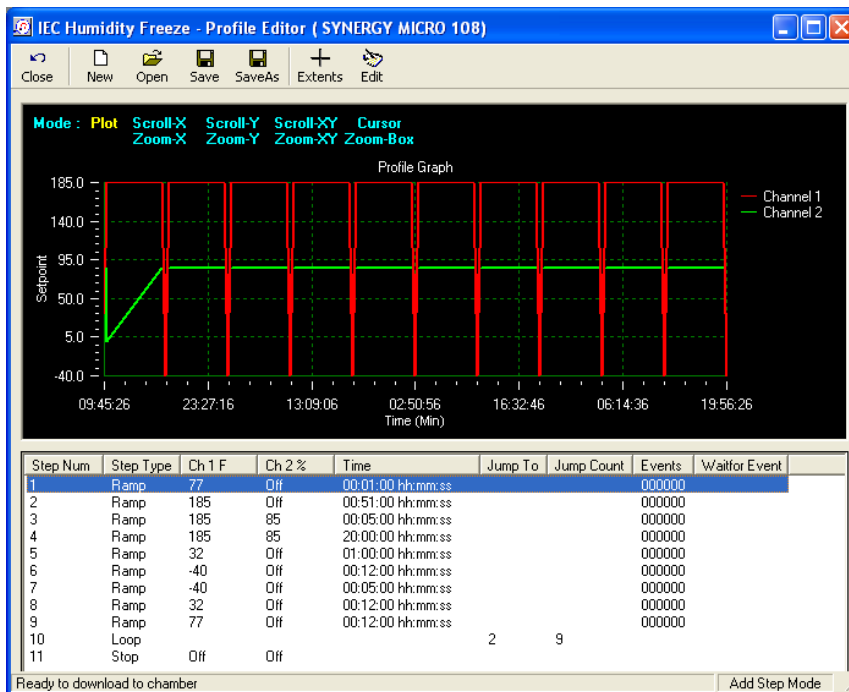 IEC Humidity Freeze - Profile Editor ( SYNERGY MICRO 108)
Close New Open Save SaveAs Extents Edit
Mode : Plot Scroll-X Scroll-Y Scroll-XY Cursor
Zoom-X Zoom-Y Zoom-XY Zoom-Box
Profile Graph
185.0
140.0
95.0
50.0
5.0
-40.0
Setpoint
Channel 1
Channel 2
09:45:26 23:27:16 13:09:06 02:50:56 16:32:46 06:14:36 19:56:26
Time (Min)
Step Num Step Type Ch 1 F Ch 2 % Time Jump To Jump Count Events Waitfor Event
1 Ramp 77 Off 00:01:00 hh:mm:ss 000000
2 Ramp 185 Off 00:51:00 hh:mm:ss 000000
3 Ramp 185 85 00:05:00 hh:mm:ss 000000
4 Ramp 185 85 20:00:00 hh:mm:ss 000000
5 Ramp 32 Off 01:00:00 hh:mm:ss 000000
6 Ramp -40 Off 00:12:00 hh:mm:ss 000000
7 Ramp -40 Off 00:05:00 hh:mm:ss 000000
8 Ramp 32 Off 00:12:00 hh:mm:ss 000000
9 Ramp 77 Off 00:12:00 hh:mm:ss 000000
10 Loop 2 9
11 Stop Off Off
Ready to download to chamber Add Step Mode